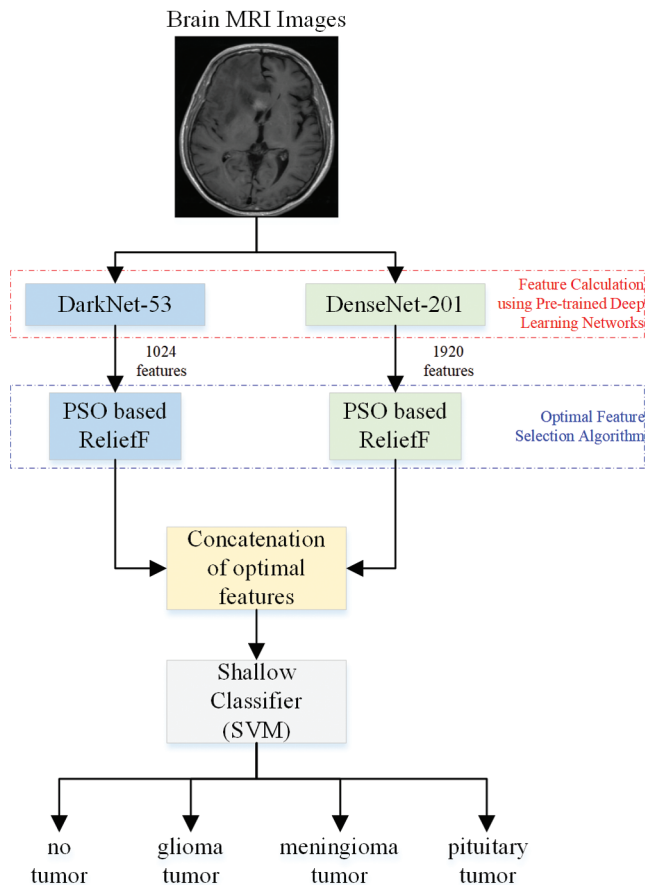 Brain MRI Images
DarkNet-53
DenseNet-201
Feature Calculation
using Pre-trained Deep
Learning Networks
1024
features
1920
features
PSO based
ReliefF
PSO based
ReliefF
Optimal Feature
Selection Algorithm
Concatenation
of optimal
features
Shallow
Classifier
(SVM)
no
tumor
glioma
tumor
meningioma
tumor
pituitary
tumor